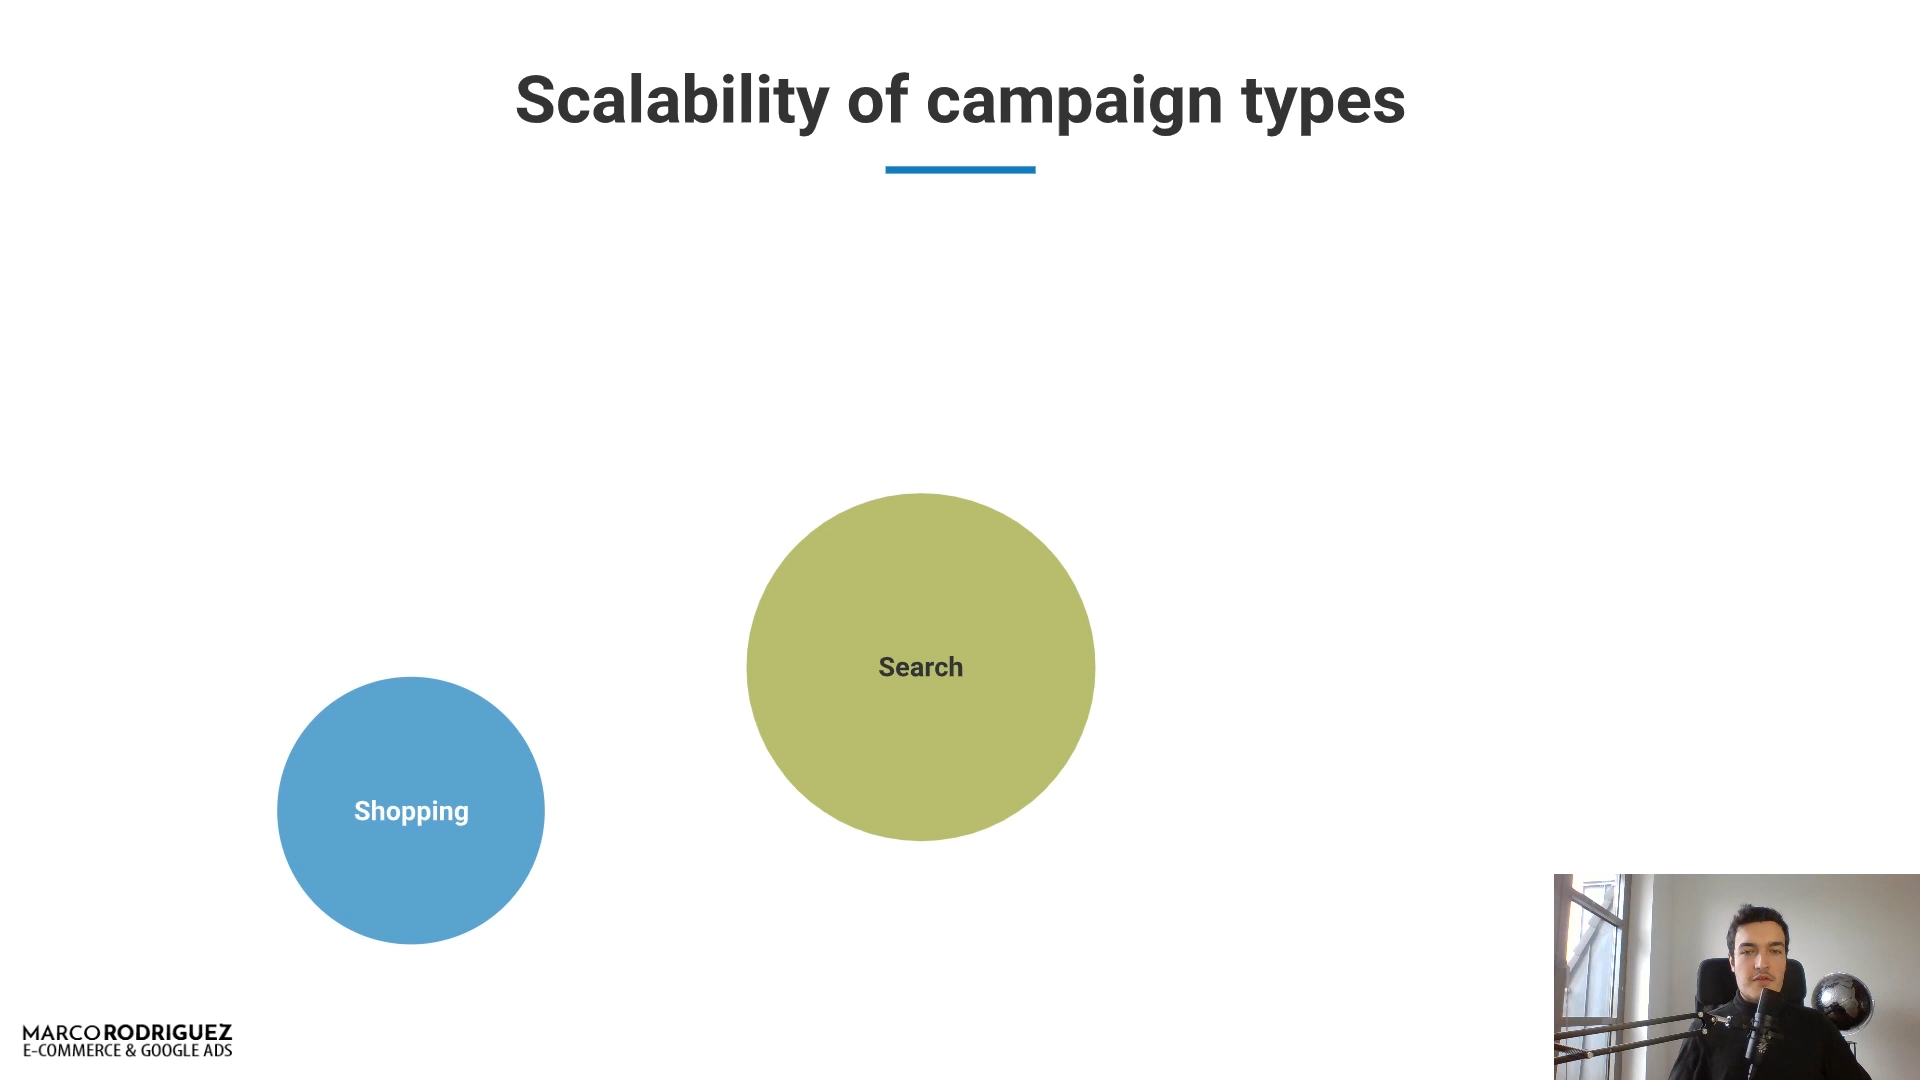 Scalability of campaign types
Search
Shopping
MARCO RODRIGUEZ
E-COMMERCE & GOOGLE ADS